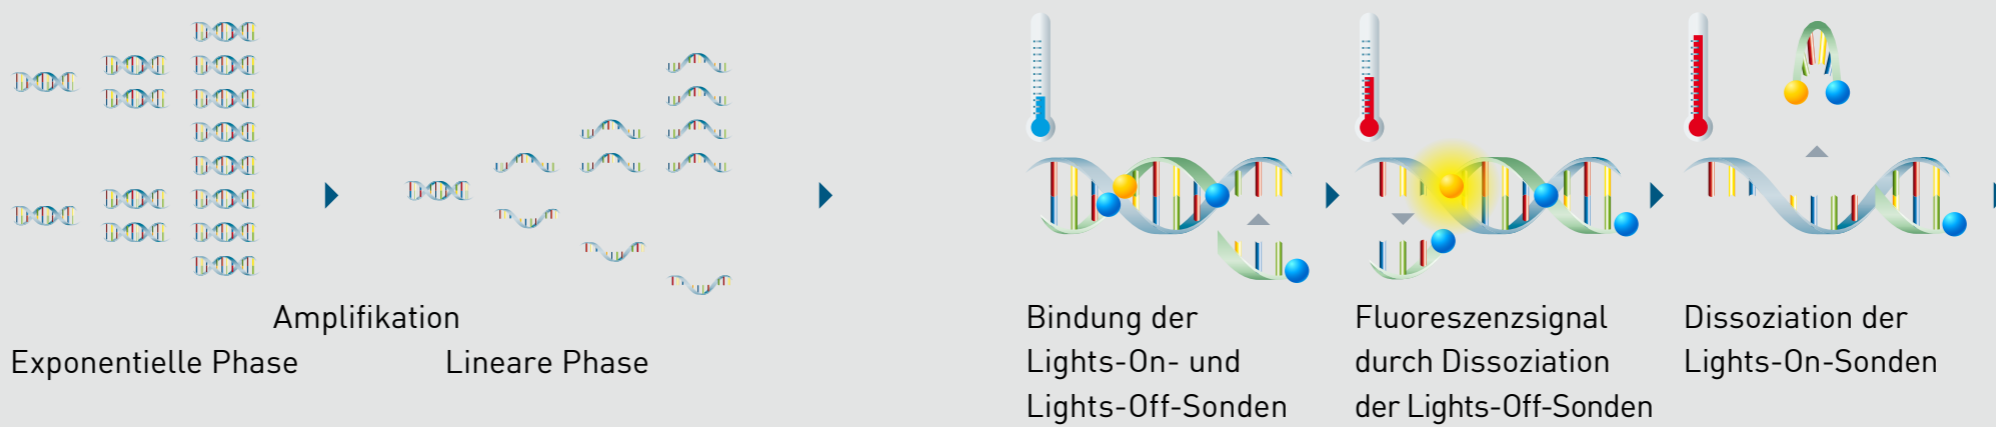 Amplifikation
Exponentielle Phase
Lineare Phase
Bindung der
Lights-On- und
Lights-Off-Sonden
Fluoreszenzsignal
durch Dissoziation
der Lights-Off-Sonden
Dissoziation der
Lights-On-Sonden